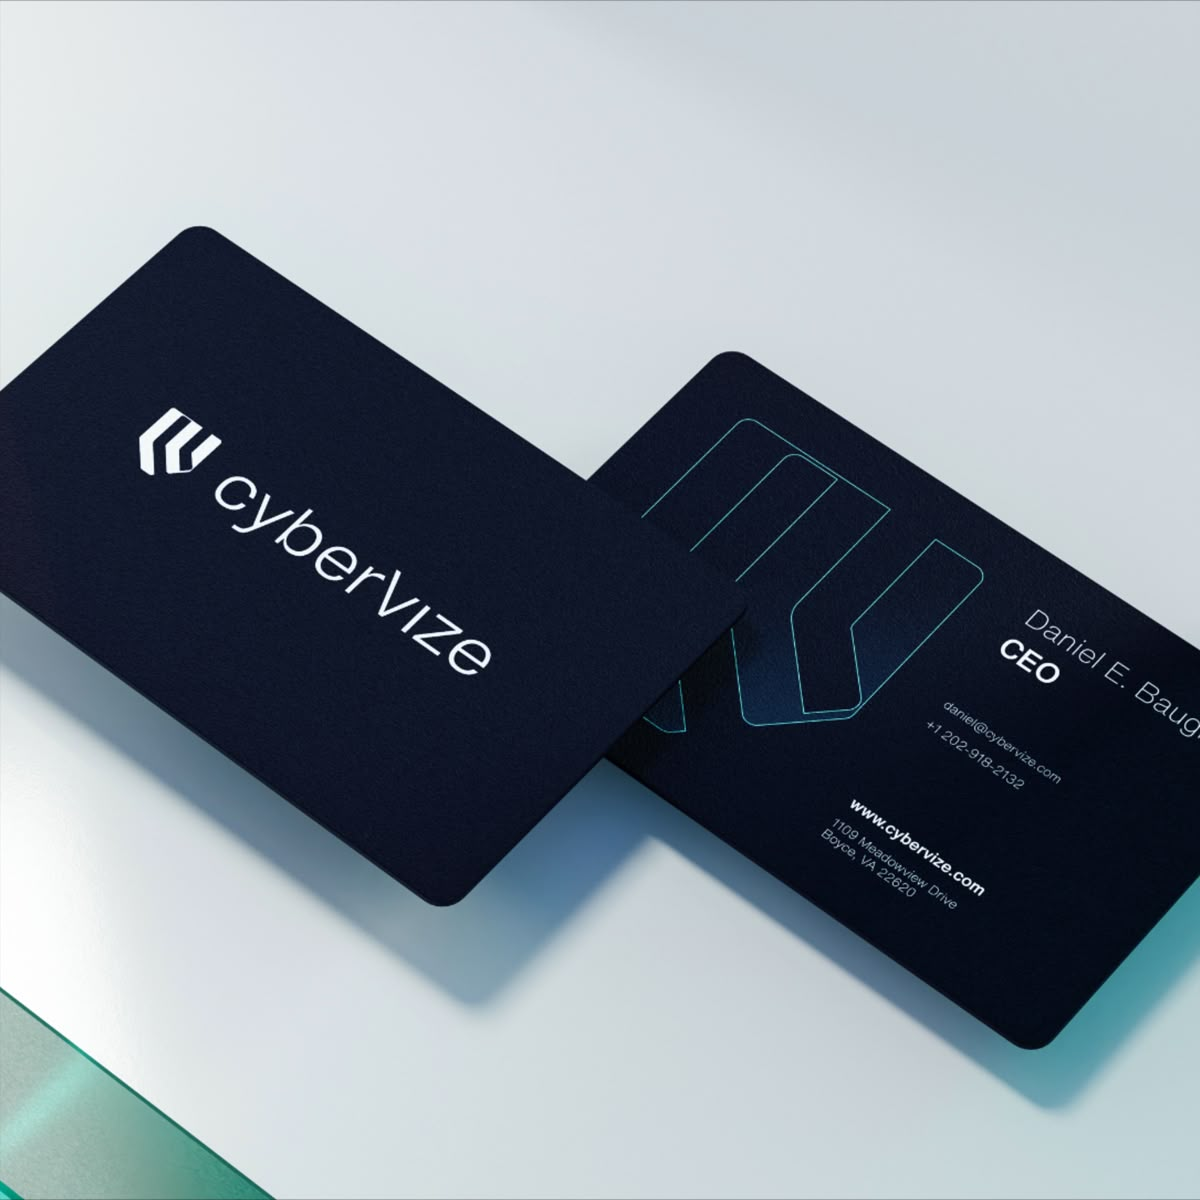 cybervize
Daniel E.
CEO
daniel@cybervize.com
+1 202-918-2132
www.cybervize.com
1109 Meadowview Drive
Boyce, VA 22620